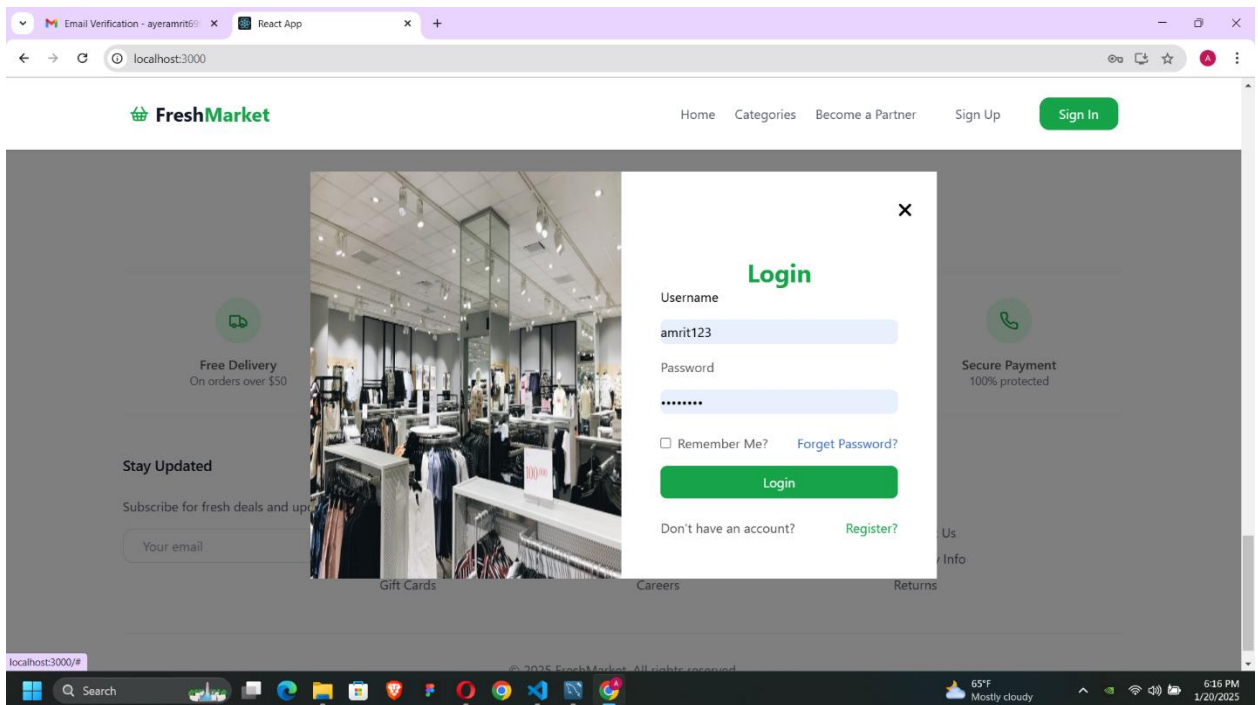 Email Verification - ayeramrit69
React App
localhost:3000
FreshMarket
Home Categories Become a Partner Sign Up Sign In
Login
Username
amrit123
Password
••••••••
Remember Me? Forget Password?
Login
Don't have an account? Register?
Free Delivery
On orders over $50
Secure Payment
100% protected
Stay Updated
Subscribe for fresh deals and
Your email
Us
Info
Gift Cards Careers Returns
© 2025 FreshMarket. All rights reserved
localhost:3000/#
Search
65°F
Mostly cloudy
6:16 PM
1/20/2025